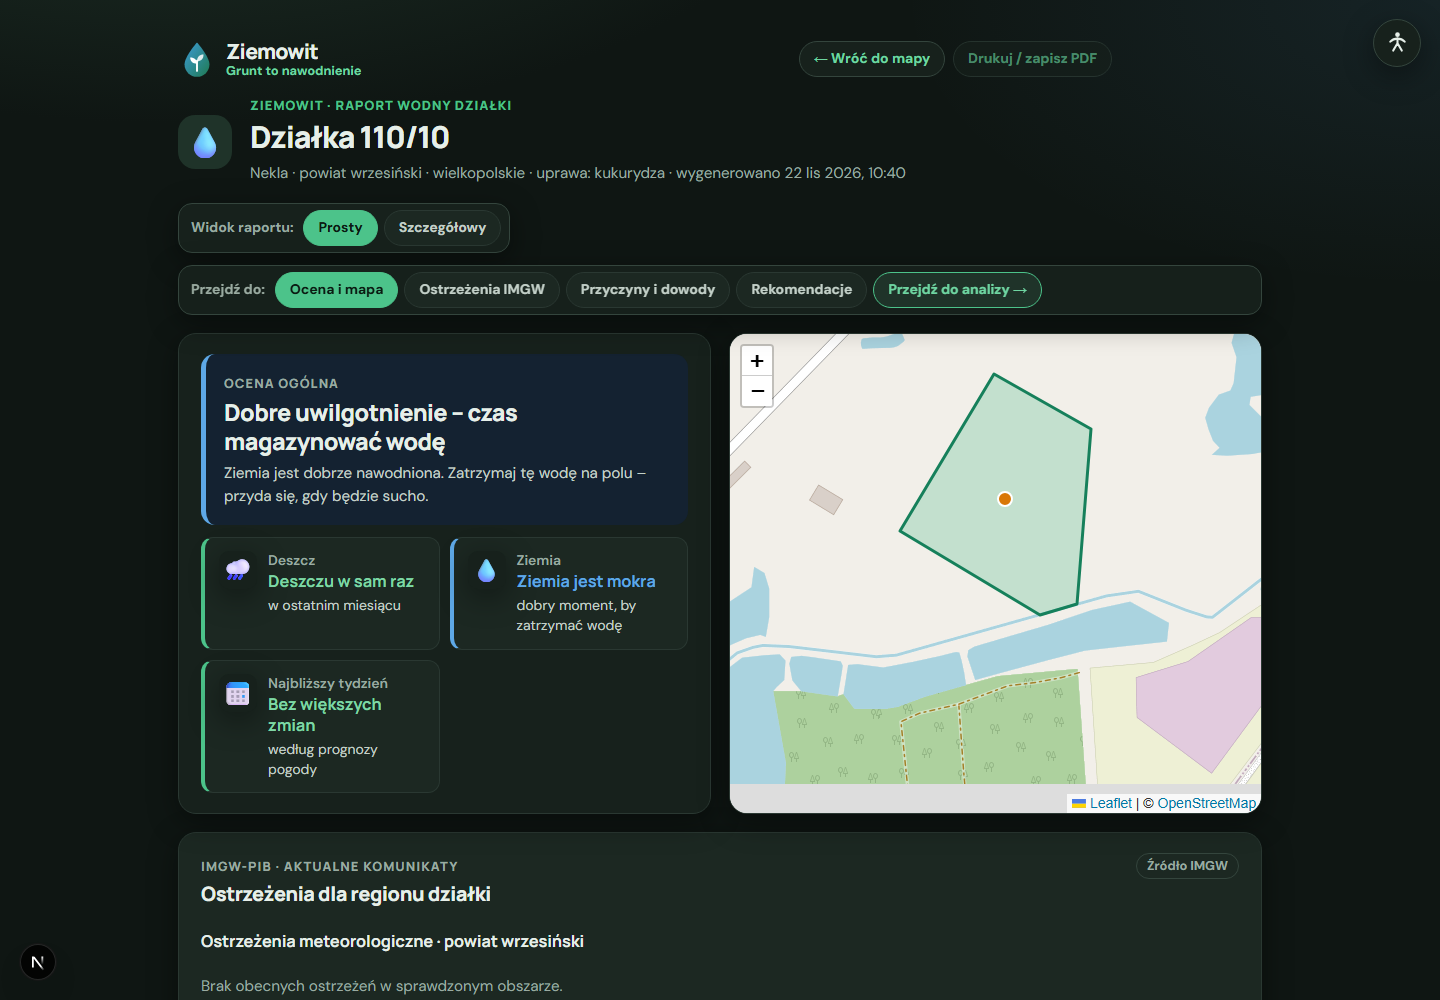 Ziemowit
Grunt to nawodnienie
← Wróć do mapy
Drukuj / zapisz PDF
ZIEMOWIT · RAPORT WODNY DZIAŁKI
Działka 110/10
Nekla · powiat wrzesiński · wielkopolskie · uprawa: kukurydza · wygenerowano 22 lis 2026, 10:40
Widok raportu:
Prosty
Szczegółowy
Przejdź do:
Ocena i mapa
Ostrzeżenia IMGW
Przyczyny i dowody
Rekomendacje
Przejdź do analizy →
OCENA OGÓLNA
Dobre uwilgotnienie – czas
magazynować wodę
Ziemia jest dobrze nawodniona. Zatrzymaj tę wodę na polu –
przyda się, gdy będzie sucho.
Deszcz
Deszczu w sam raz
w ostatnim miesiącu
Ziemia
Ziemia jest mokra
dobry moment, by
zatrzymać wodę
Najbliższy tydzień
Bez większych
zmian
według prognozy
pogody
+
−
Leaflet | © OpenStreetMap
IMGW-PIB · AKTUALNE KOMUNIKATY
Źródło IMGW
Ostrzeżenia dla regionu działki
Ostrzeżenia meteorologiczne · powiat wrzesiński
Brak obecnych ostrzeżeń w sprawdzonym obszarze.
N